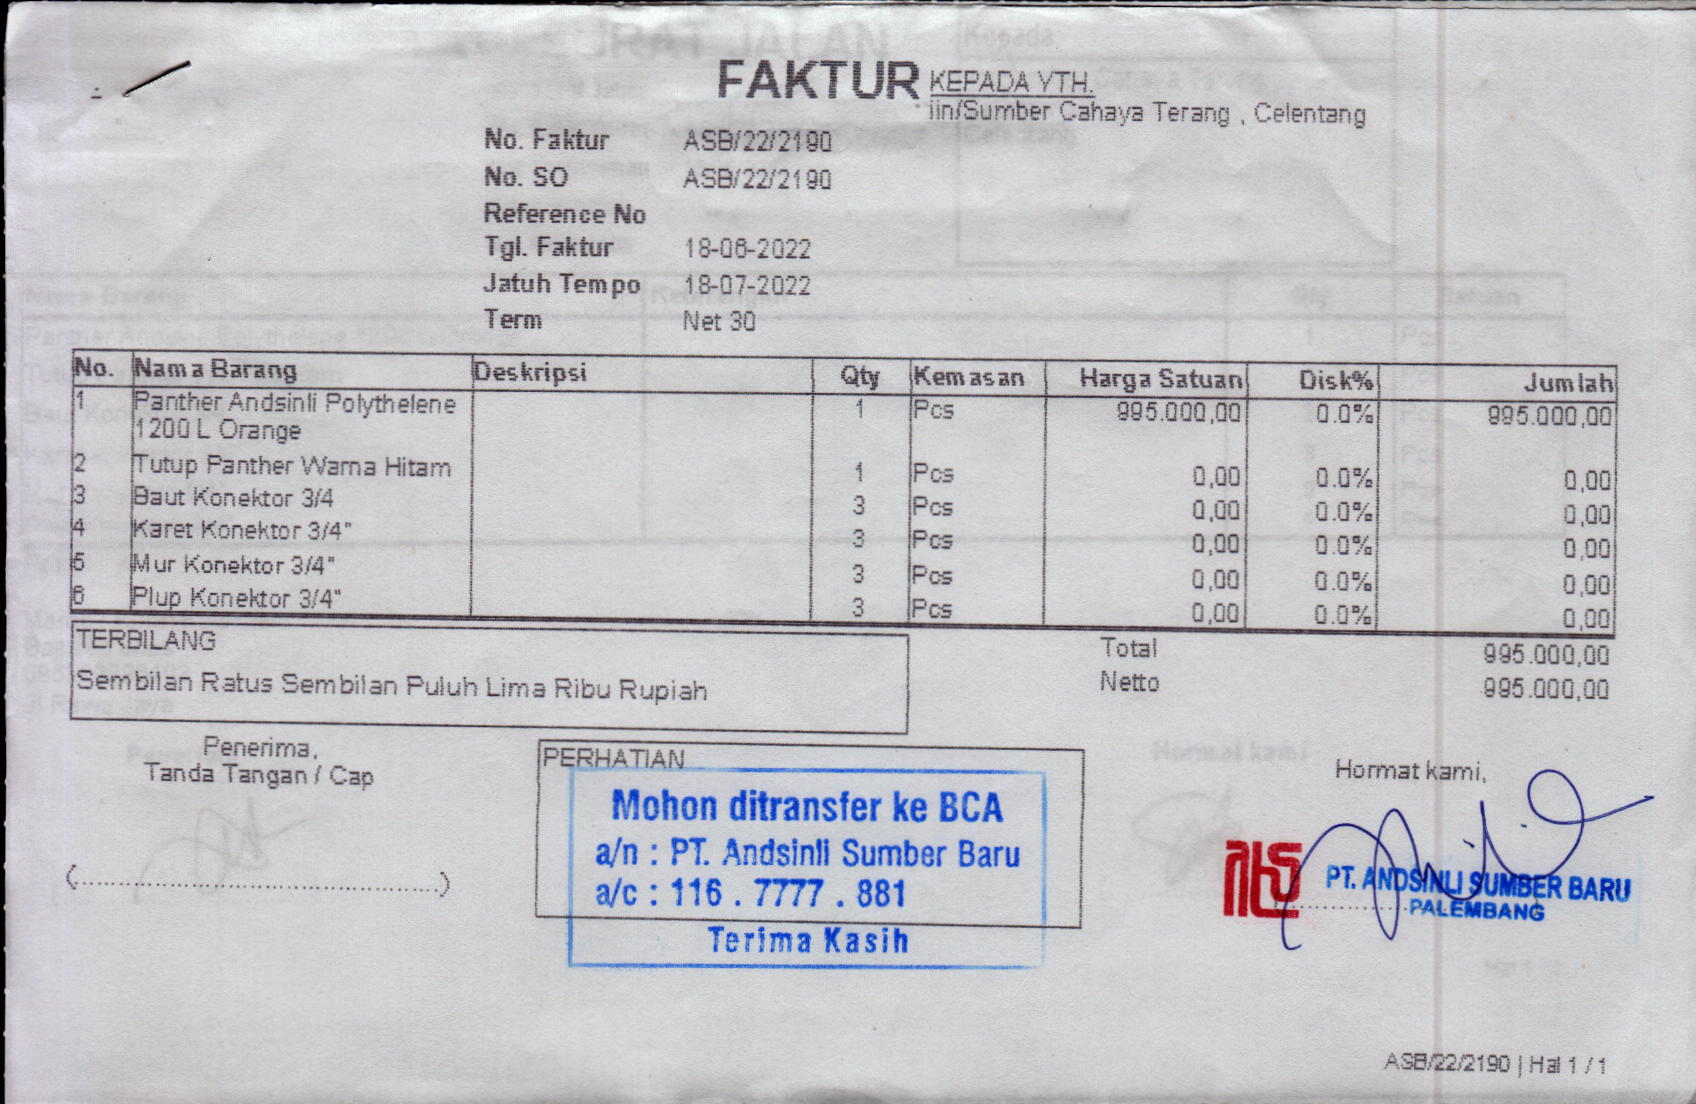 FAKTUR
KEPADA YTH.
iin/Sumber Cahaya Terang , Celentang
No. Faktur ASB/22/2190
No. SO ASB/22/2190
Reference No
Tgl. Faktur 18-06-2022
Jatuh Tempo 18-07-2022
Term Net 30
No. Nama Barang Deskripsi Qty Kemasan Harga Satuan Disk% Jumlah
1 Panther Andsinli Polythelene 1 Pcs 995.000,00 0.0% 995.000,00
1200 L Orange
2 Tutup Panther Warna Hitam 1 Pcs 0,00 0.0% 0,00
3 Baut Konektor 3/4 3 Pcs 0,00 0.0% 0,00
4 Karet Konektor 3/4" 3 Pcs 0,00 0.0% 0,00
5 Mur Konektor 3/4" 3 Pcs 0,00 0.0% 0,00
6 Plup Konektor 3/4" 3 Pcs 0,00 0.0% 0,00
TERBILANG
Sembilan Ratus Sembilan Puluh Lima Ribu Rupiah
Total 995.000,00
Netto 995.000,00
Penerima,
Tanda Tangan / Cap
PERHATIAN
Mohon ditransfer ke BCA
a/n : PT. Andsinli Sumber Baru
a/c : 116 . 7777 . 881
Terima Kasih
Hormat kami,
PT. ANDSINLI SUMBER BARU
PALEMBANG
ASB/22/2190 | Hal 1 / 1